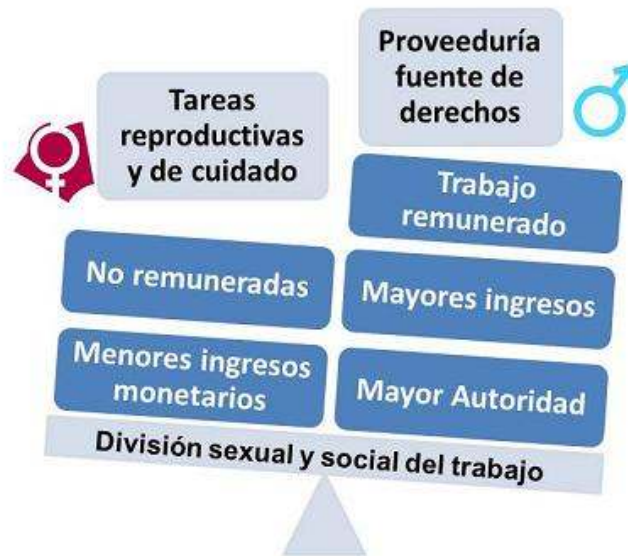 Tareas
reproductivas
y de cuidado
No remuneradas
Menores ingresos
monetarios
Proveeduría
fuente de
derechos
Trabajo
remunerado
Mayores ingresos
Mayor Autoridad
División sexual y social del trabajo